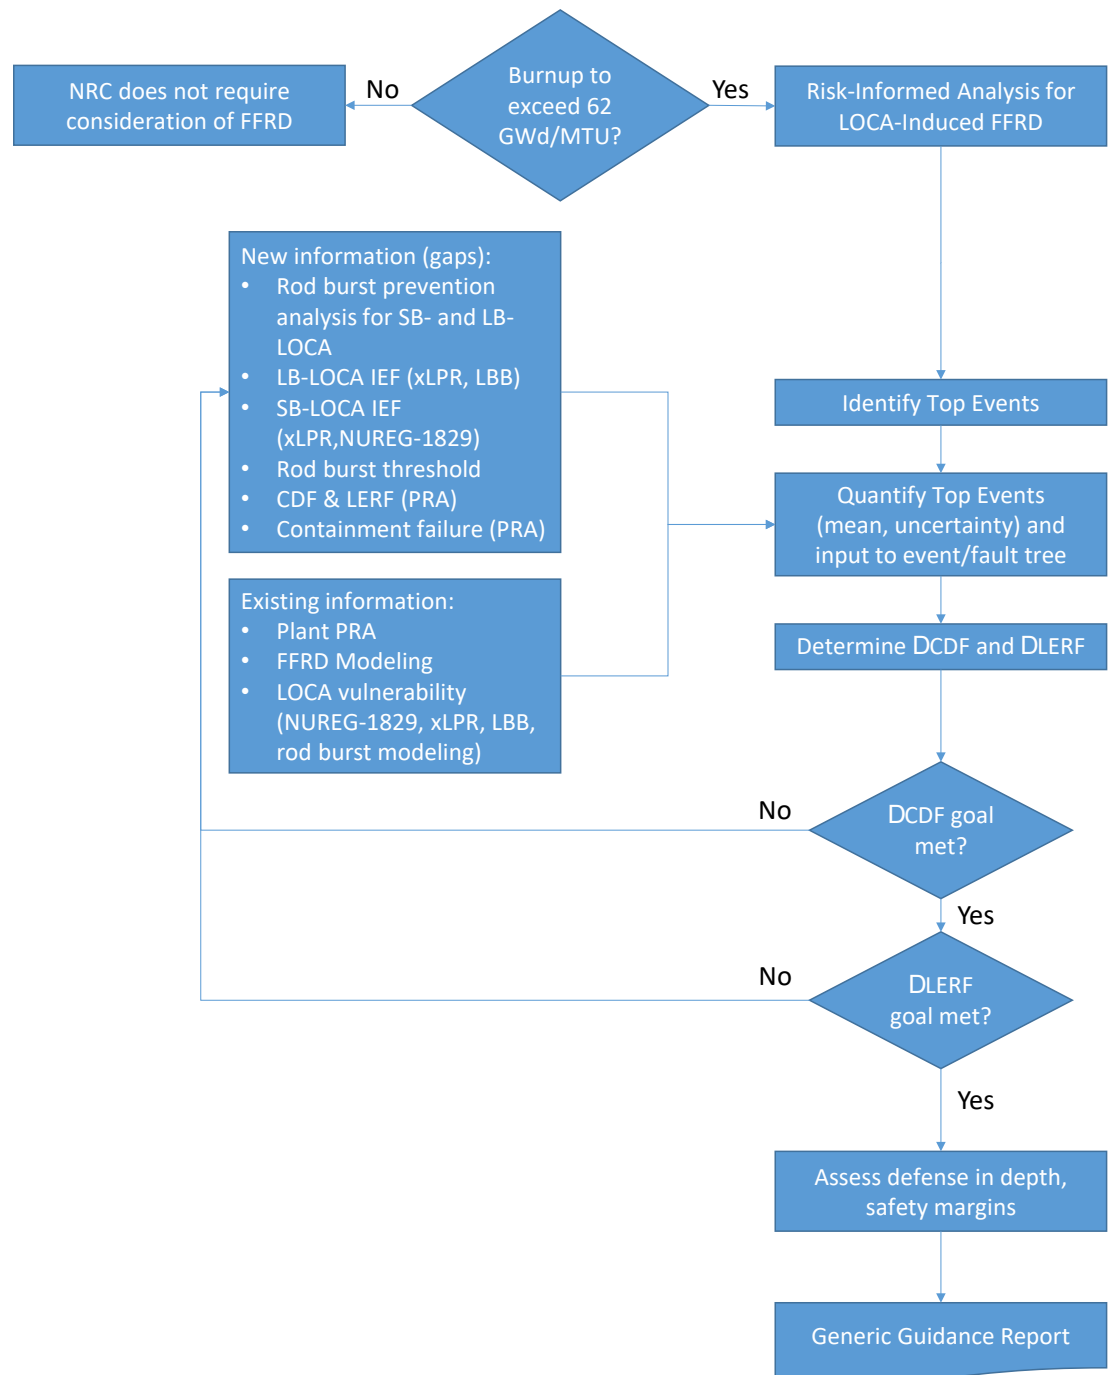 Burnup to
exceed 62
GWd/MTU?
No
Yes
NRC does not require
consideration of FFRD
Risk-Informed Analysis for
LOCA-Induced FFRD
New information (gaps):
• Rod burst prevention
analysis for SB- and LB-
LOCA
• LB-LOCA IEF (xLPR, LBB)
• SB-LOCA IEF
(xLPR,NUREG-1829)
• Rod burst threshold
• CDF & LERF (PRA)
• Containment failure (PRA)
Existing information:
• Plant PRA
• FFRD Modeling
• LOCA vulnerability
(NUREG-1829, xLPR, LBB,
rod burst modeling)
Identify Top Events
Quantify Top Events
(mean, uncertainty) and
input to event/fault tree
Determine DCDF and DLERF
No
DCDF goal
met?
Yes
No
DLERF
goal met?
Yes
Assess defense in depth,
safety margins
Generic Guidance Report